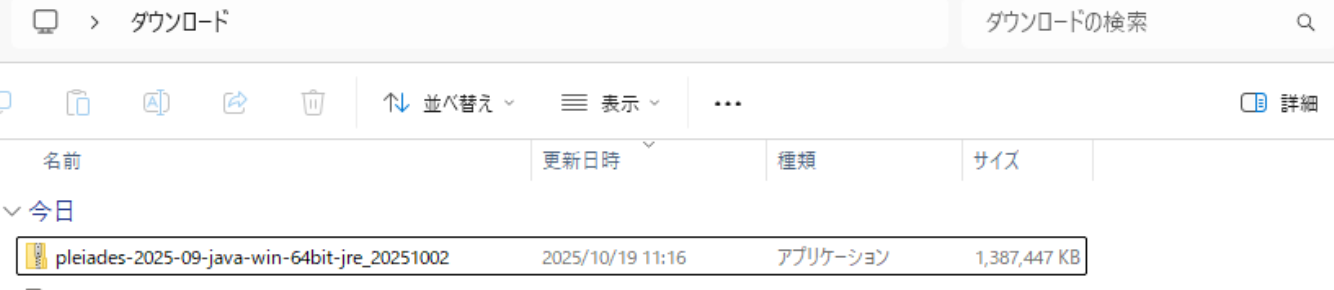 ダウンロード ダウンロードの検索
並べ替え 表示 ... 詳細
名前 更新日時 種類 サイズ
今日
pleiades-2025-09-java-win-64bit-jre_20251002 2025/10/19 11:16 アプリケーション 1,387,447 KB